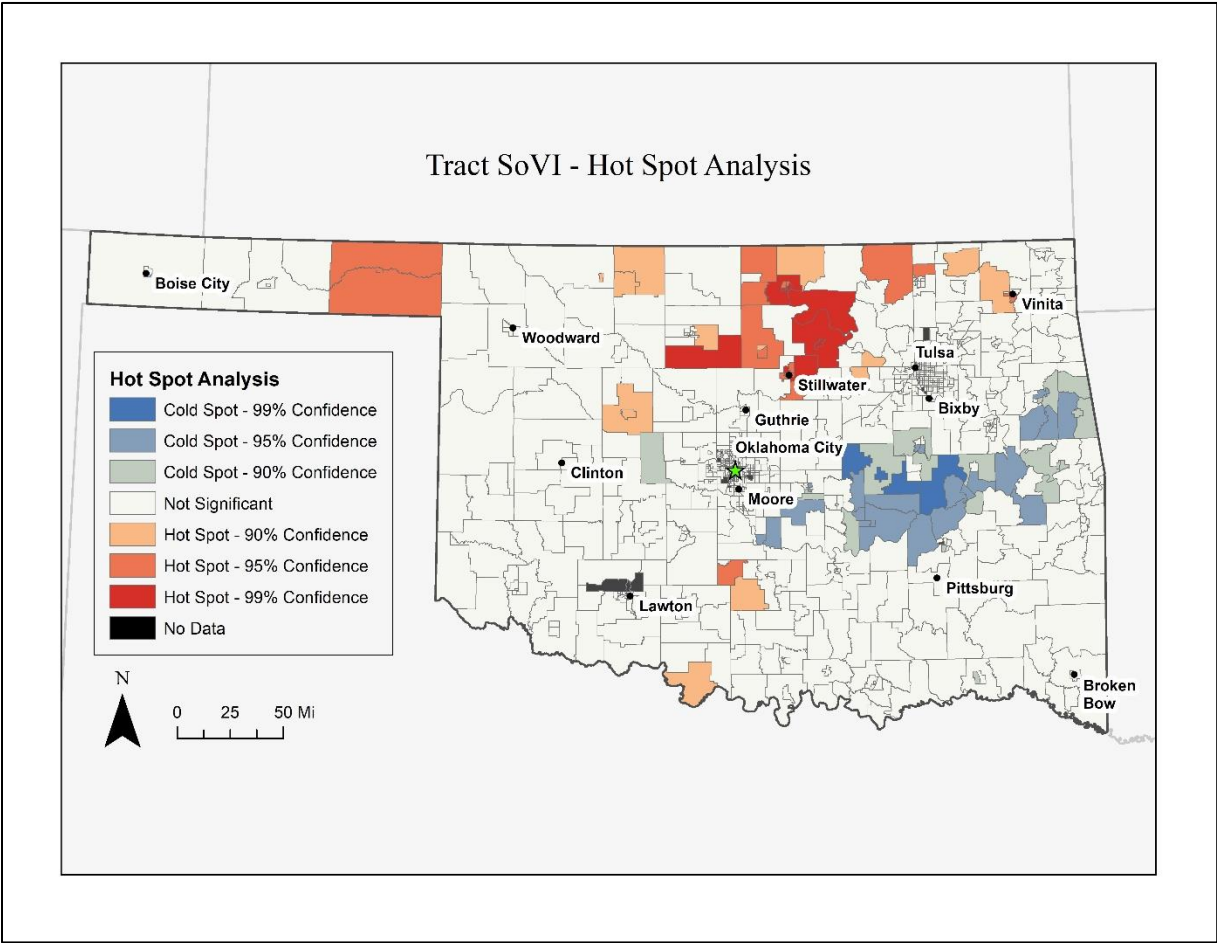 Tract SoVI - Hot Spot Analysis
Boise City
Woodward
Vinita
Tulsa
Stillwater
Bixby
Guthrie
Oklahoma City
Clinton
Moore
Pittsburg
Lawton
Broken
Bow
Hot Spot Analysis
Cold Spot - 99% Confidence
Cold Spot - 95% Confidence
Cold Spot - 90% Confidence
Not Significant
Hot Spot - 90% Confidence
Hot Spot - 95% Confidence
Hot Spot - 99% Confidence
No Data
N
0 25 50 Mi